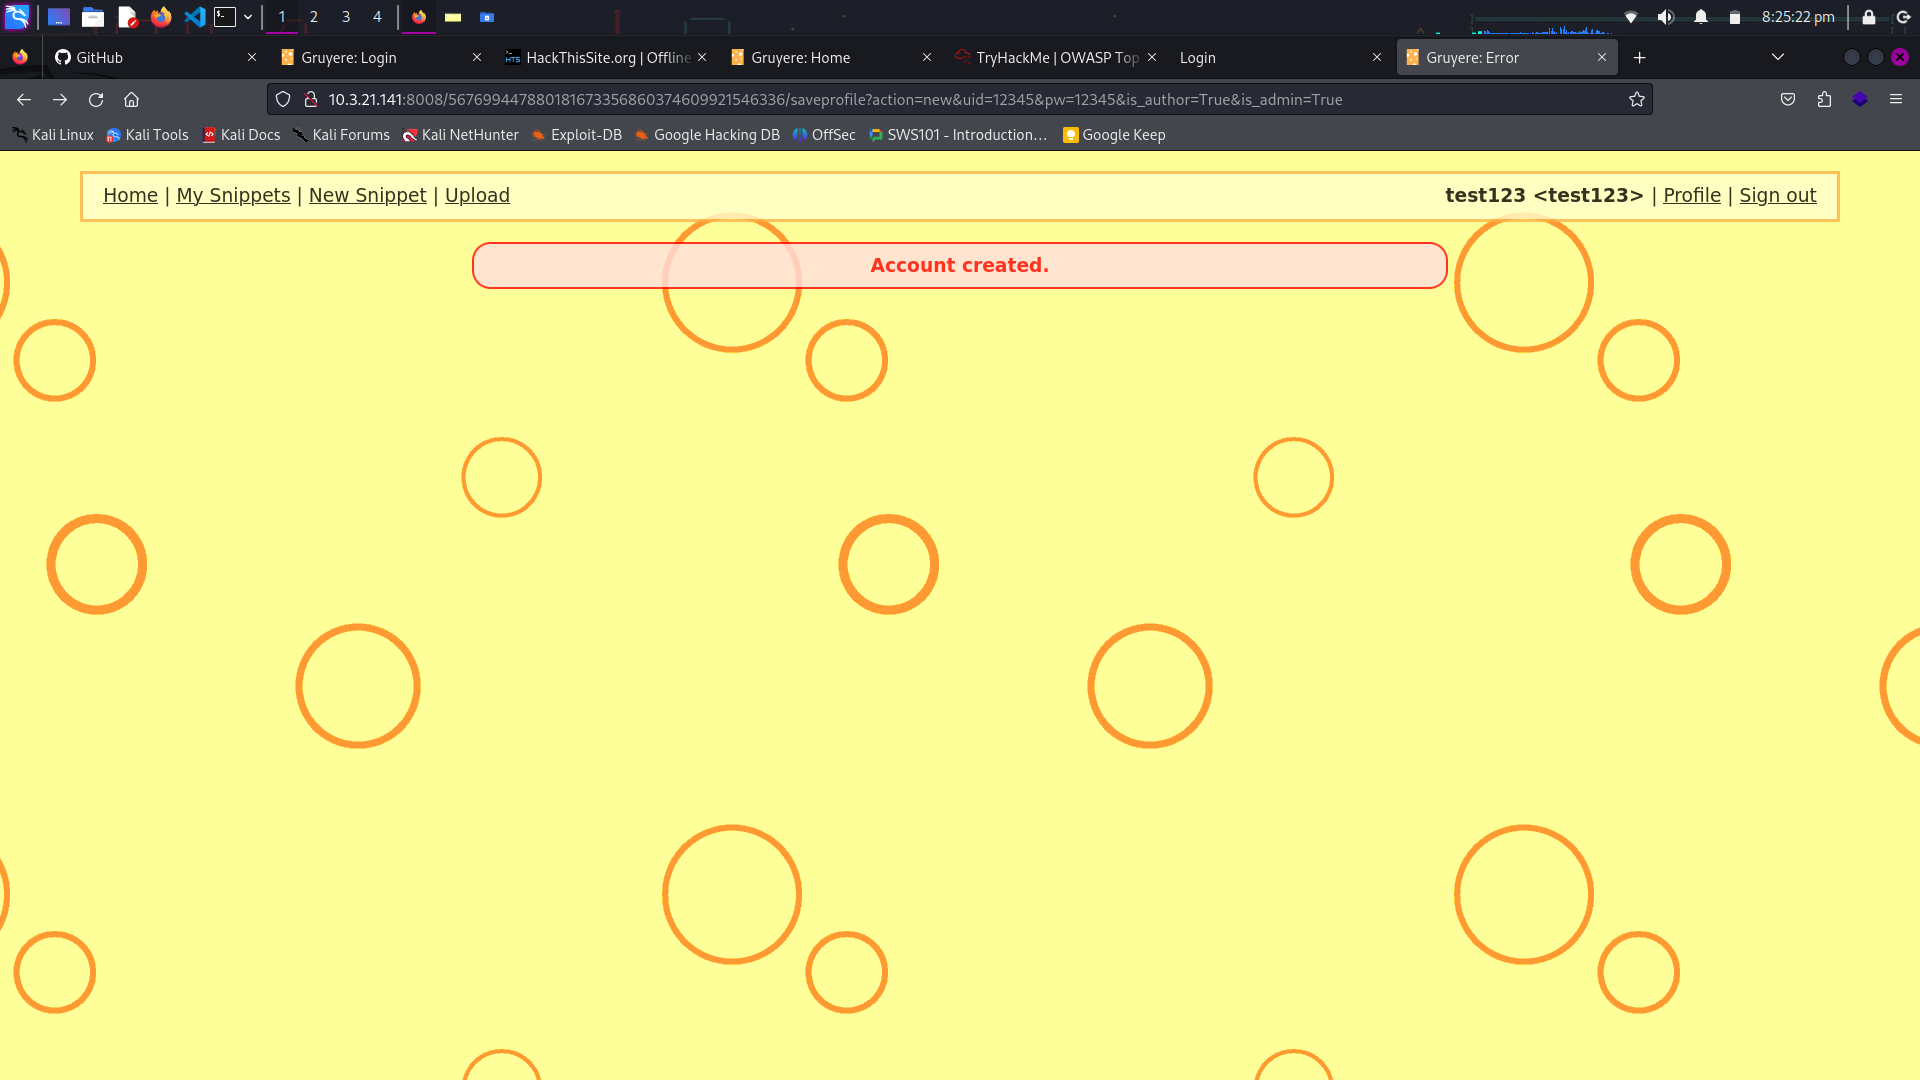 1 2 3 4 8:25:22 pm
GitHub Gruyere: Login HackThisSite.org | Offline Gruyere: Home TryHackMe | OWASP Top Login Gruyere: Error
10.3.21.141:8008/567699447880181673356860374609921546336/saveprofile?action=new&uid=12345&pw=12345&is_author=True&is_admin=True
Kali Linux Kali Tools Kali Docs Kali Forums Kali NetHunter Exploit-DB Google Hacking DB OffSec SWS101 - Introduction… Google Keep
Home | My Snippets | New Snippet | Upload test123 <test123> | Profile | Sign out
Account created.